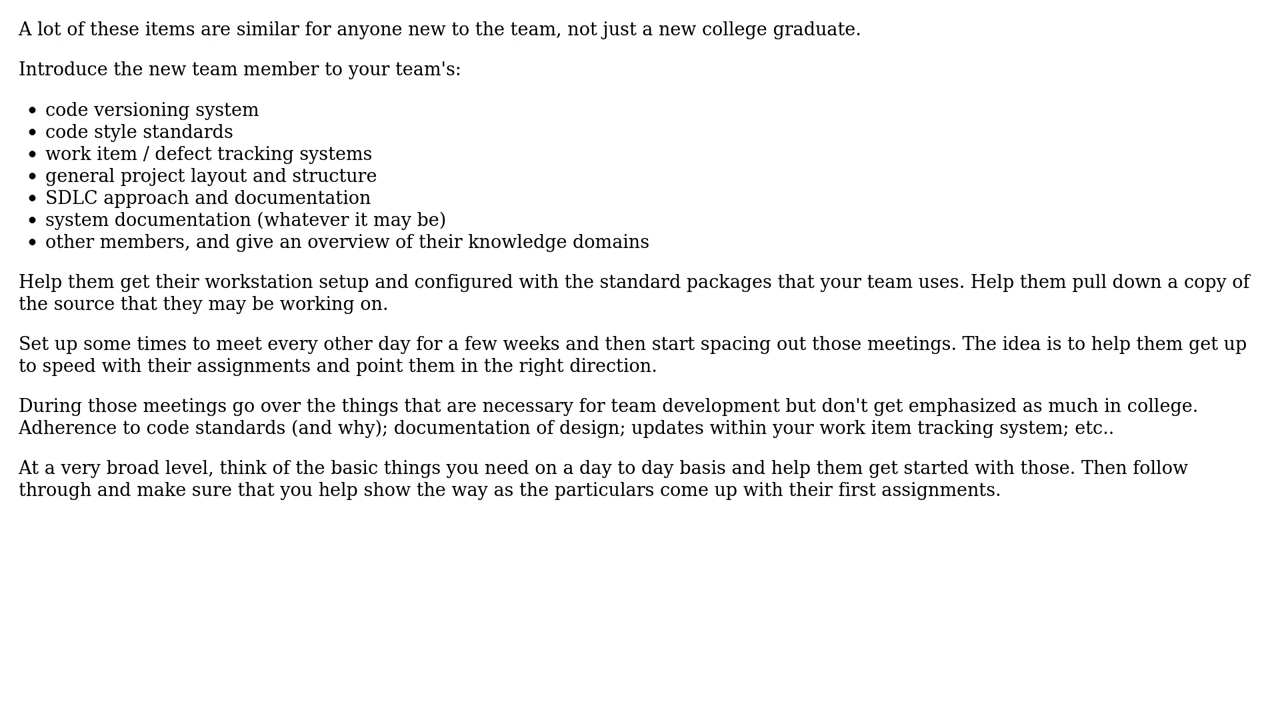 A lot of these items are similar for anyone new to the team, not just a new college graduate.
Introduce the new team member to your team's:
• code versioning system
• code style standards
• work item / defect tracking systems
• general project layout and structure
• SDLC approach and documentation
• system documentation (whatever it may be)
• other members, and give an overview of their knowledge domains
Help them get their workstation setup and configured with the standard packages that your team uses. Help them pull down a copy of
the source that they may be working on.
Set up some times to meet every other day for a few weeks and then start spacing out those meetings. The idea is to help them get up
to speed with their assignments and point them in the right direction.
During those meetings go over the things that are necessary for team development but don't get emphasized as much in college.
Adherence to code standards (and why); documentation of design; updates within your work item tracking system; etc..
At a very broad level, think of the basic things you need on a day to day basis and help them get started with those. Then follow
through and make sure that you help show the way as the particulars come up with their first assignments.